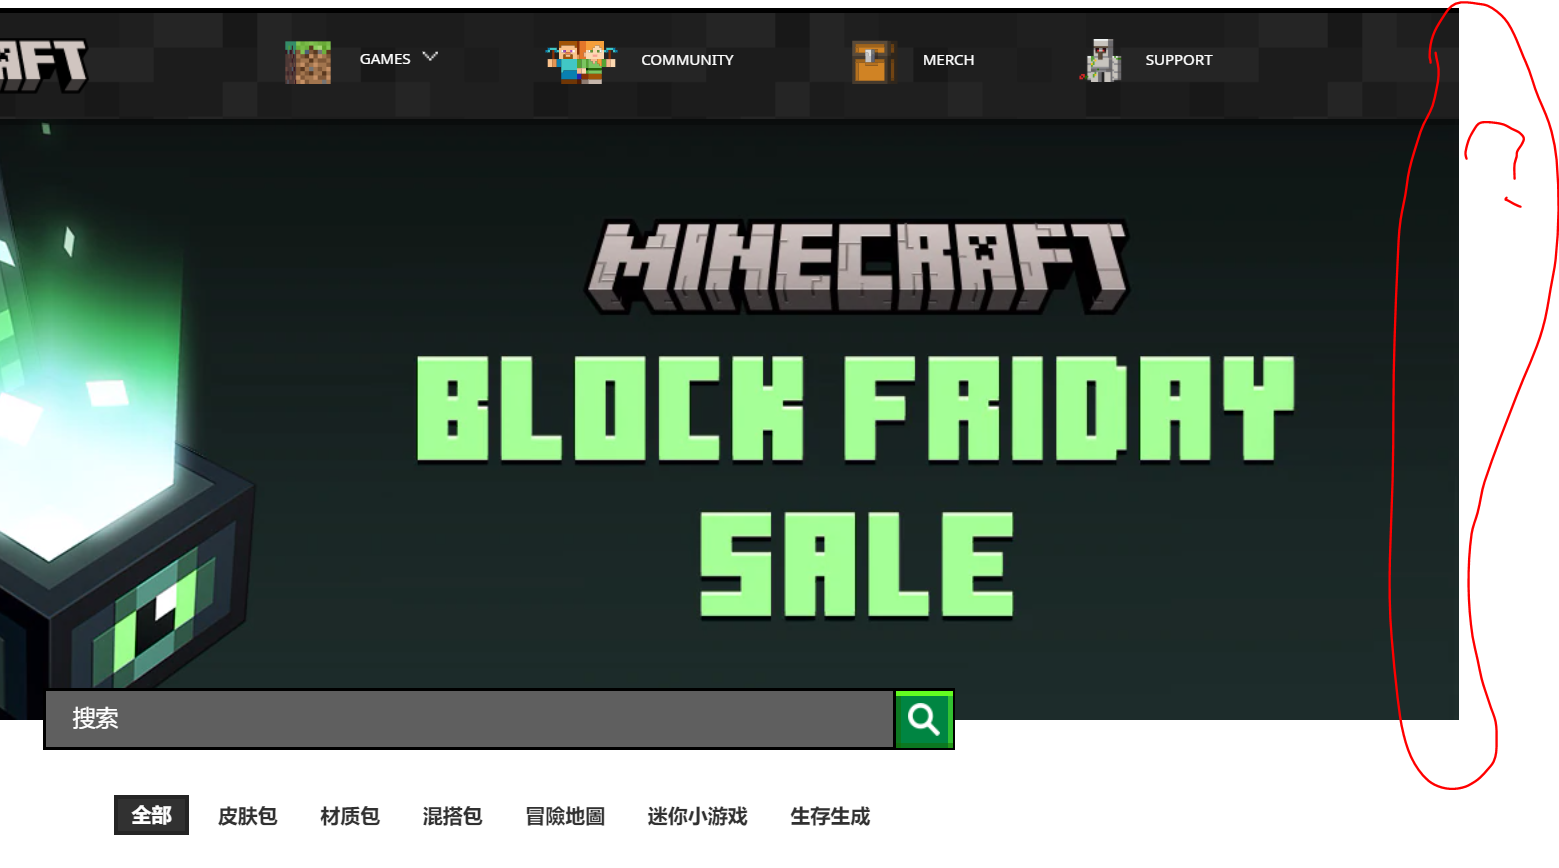 AFT
GAMES COMMUNITY MERCH SUPPORT
MINECRAFT
BLOCK FRIDAY
SALE
搜索
全部 皮肤包 材质包 混搭包 冒險地圖 迷你小游戏 生存生成
?